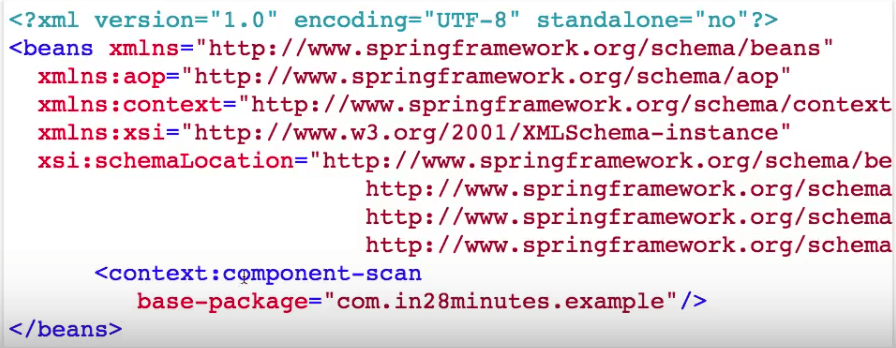 <?xml version="1.0" encoding="UTF-8" standalone="no"?>
<beans xmlns="http://www.springframework.org/schema/beans"
xmlns:aop="http://www.springframework.org/schema/aop"
xmlns:context="http://www.springframework.org/schema/context
xmlns:xsi="http://www.w3.org/2001/XMLSchema-instance"
xsi:schemaLocation="http://www.springframework.org/schema/be
http://www.springframework.org/schema
http://www.springframework.org/schema
http://www.springframework.org/schema
<context:component-scan
base-package="com.in28minutes.example"/>
</beans>